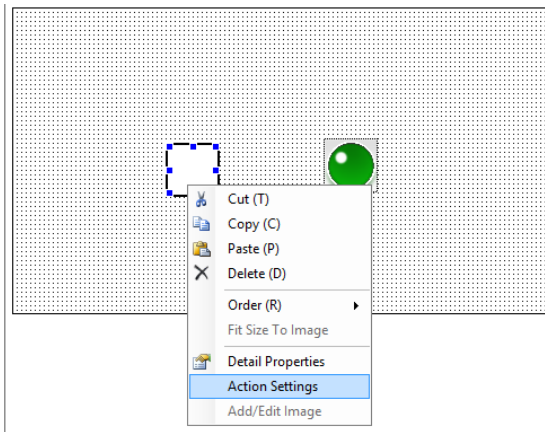 Cut (T)
Copy (C)
Paste (P)
Delete (D)
Order (R)
Fit Size To Image
Detail Properties
Action Settings
Add/Edit Image